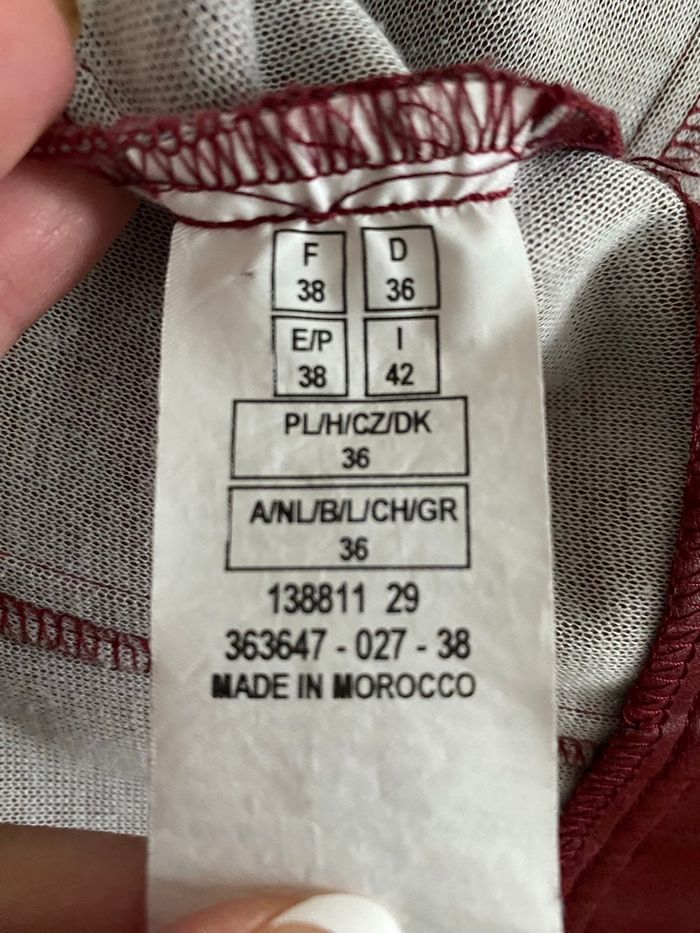 F D
38 36
E/P I
38 42
PL/H/CZ/DK
36
A/NL/B/L/CH/GR
36
138811 29
363647 - 027 - 38
MADE IN MOROCCO